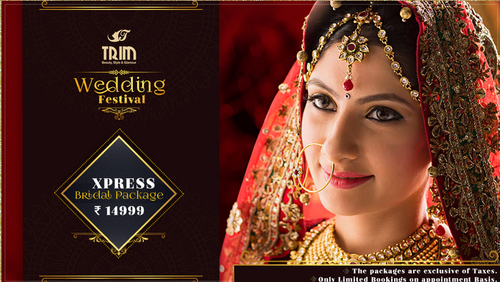 TRIM
Beauty, Style & Glamour
Wedding
Festival
XPRESS
Bridal Package
₹ 14999
The packages are exclusive of Taxes.
Only Limited Bookings on appointment Basis.